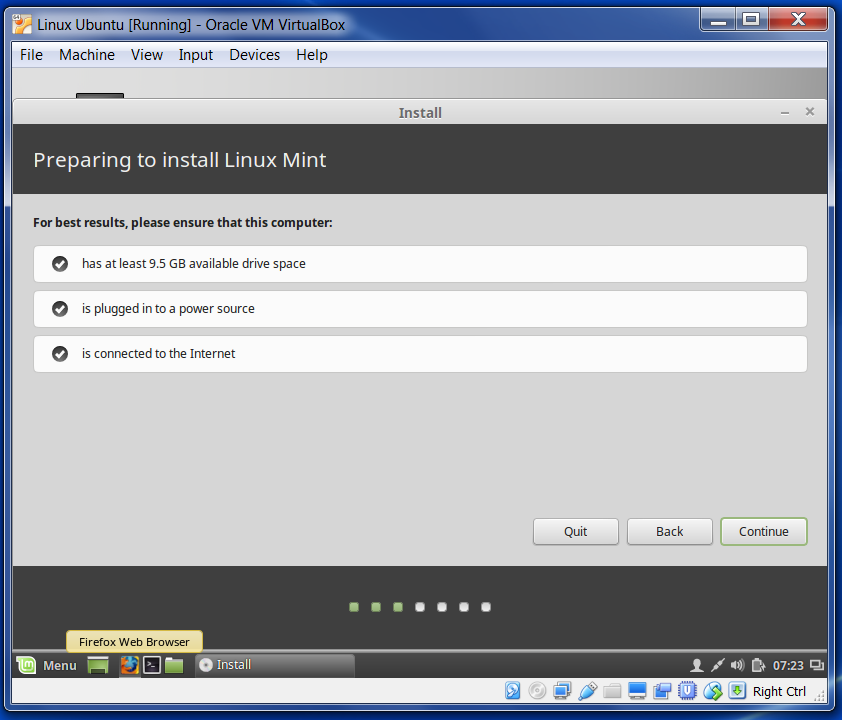 Linux Ubuntu [Running] - Oracle VM VirtualBox
File Machine View Input Devices Help
Install
Preparing to install Linux Mint
For best results, please ensure that this computer:
has at least 9.5 GB available drive space
is plugged in to a power source
is connected to the Internet
Quit Back Continue
Firefox Web Browser
Menu Install 07:23
Right Ctrl